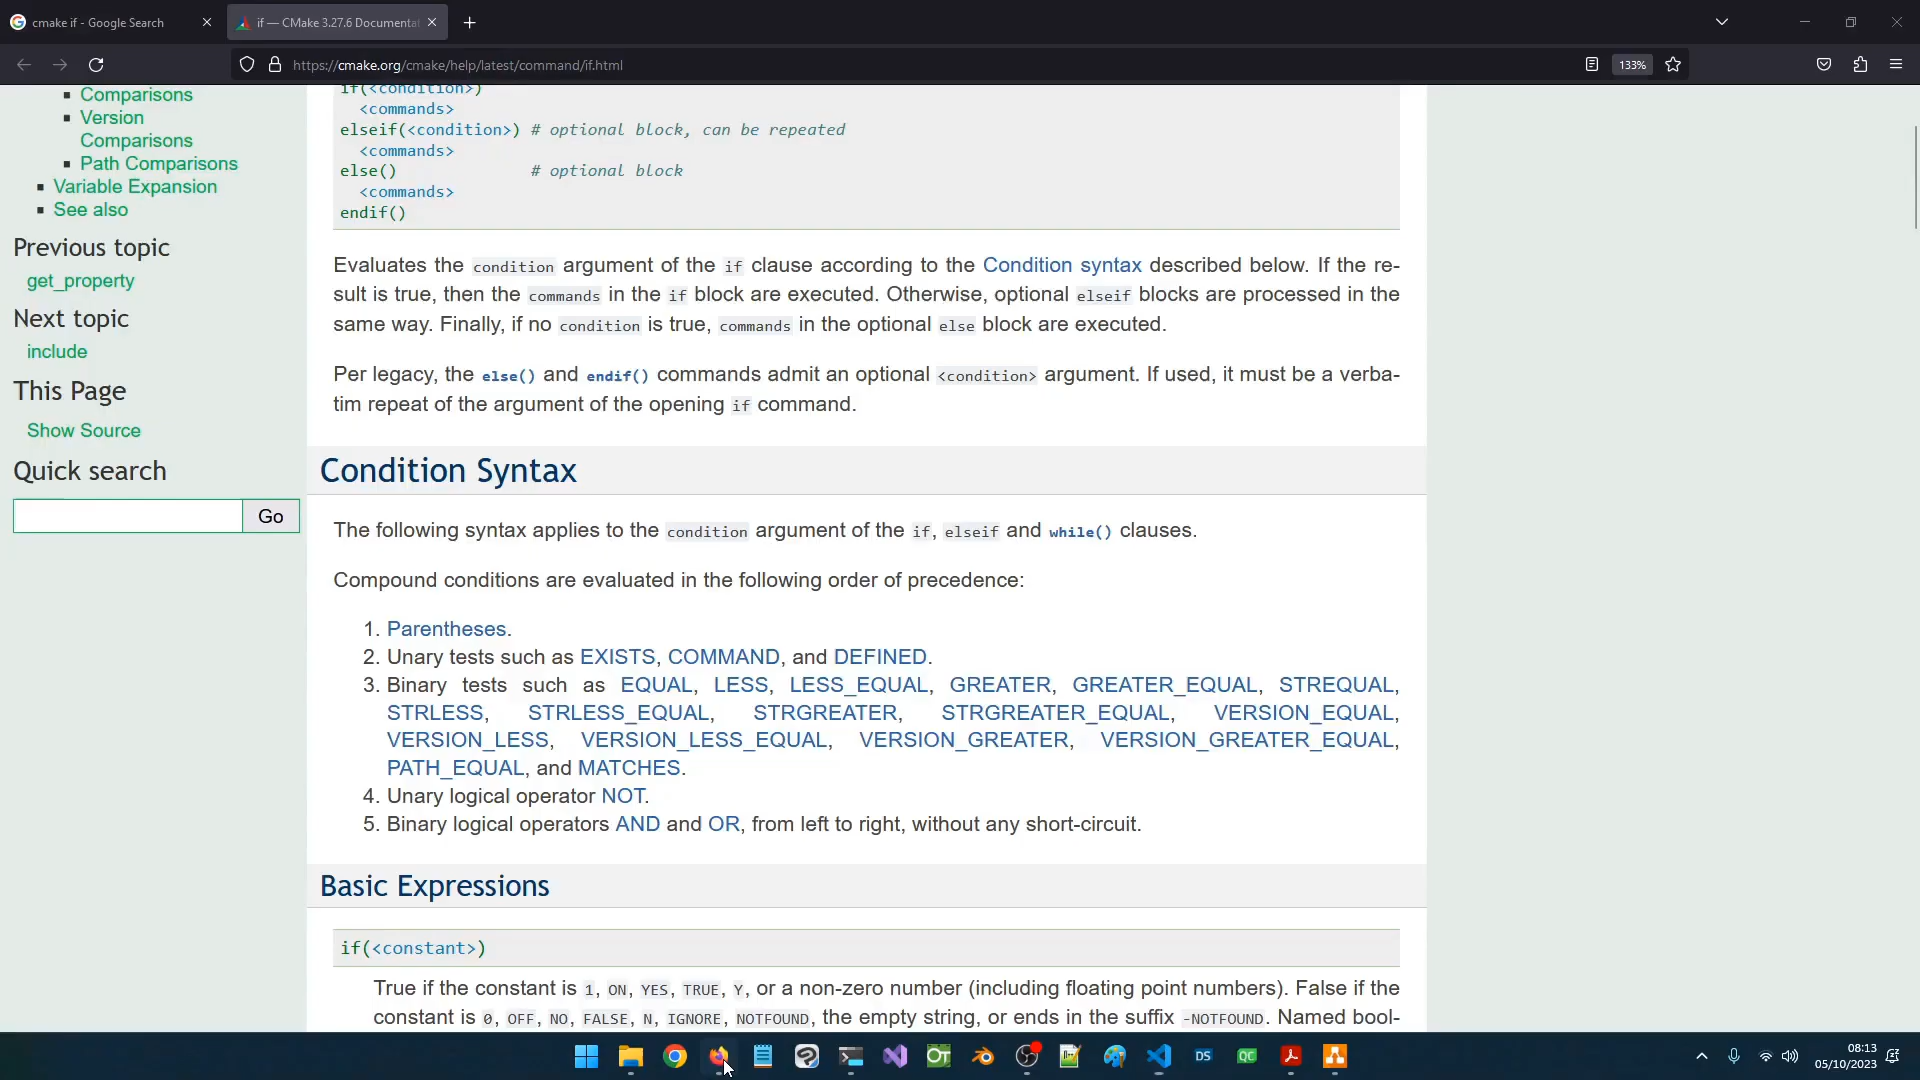 cmake if - Google Search
if — CMake 3.27.6 Documentat
https://cmake.org/cmake/help/latest/command/if.html
133%
Comparisons
Version
Comparisons
Path Comparisons
Variable Expansion
See also
Previous topic
get_property
Next topic
include
This Page
Show Source
Quick search
Go
if(<condition>)
<commands>
elseif(<condition>) # optional block, can be repeated
<commands>
else() # optional block
<commands>
endif()
Evaluates the condition argument of the if clause according to the Condition syntax described below. If the re-
sult is true, then the commands in the if block are executed. Otherwise, optional elseif blocks are processed in the
same way. Finally, if no condition is true, commands in the optional else block are executed.
Per legacy, the else() and endif() commands admit an optional <condition> argument. If used, it must be a verba-
tim repeat of the argument of the opening if command.
Condition Syntax
The following syntax applies to the condition argument of the if, elseif and while() clauses.
Compound conditions are evaluated in the following order of precedence:
1. Parentheses.
2. Unary tests such as EXISTS, COMMAND, and DEFINED.
3. Binary tests such as EQUAL, LESS, LESS_EQUAL, GREATER, GREATER_EQUAL, STREQUAL,
STRLESS, STRLESS_EQUAL, STRGREATER, STRGREATER_EQUAL, VERSION_EQUAL,
VERSION_LESS, VERSION_LESS_EQUAL, VERSION_GREATER, VERSION_GREATER_EQUAL,
PATH_EQUAL, and MATCHES.
4. Unary logical operator NOT.
5. Binary logical operators AND and OR, from left to right, without any short-circuit.
Basic Expressions
if(<constant>)
True if the constant is 1, ON, YES, TRUE, Y, or a non-zero number (including floating point numbers). False if the
constant is 0, OFF, NO, FALSE, N, IGNORE, NOTFOUND, the empty string, or ends in the suffix -NOTFOUND. Named bool-
OT
DS
QC
08:13
05/10/2023